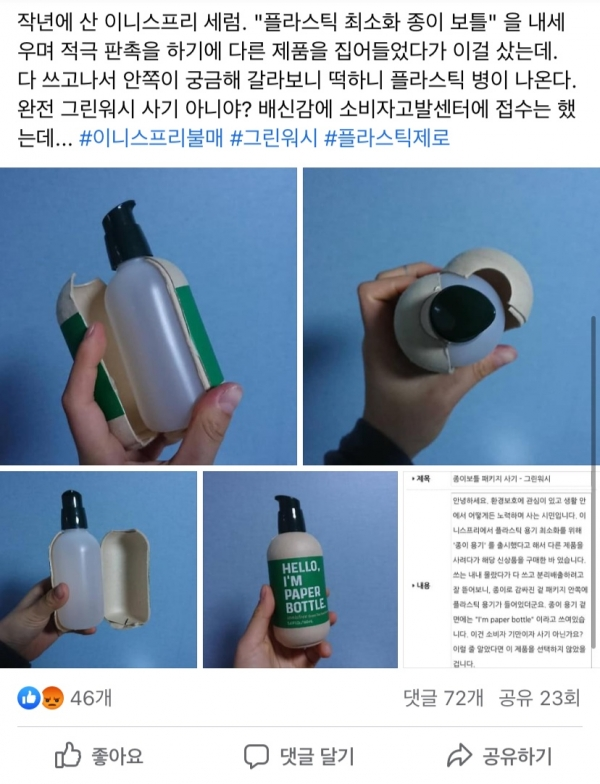 작년에 산 이니스프리 세럼. "플라스틱 최소화 종이 보틀" 을 내세
우며 적극 판촉을 하기에 다른 제품을 집어들었다가 이걸 샀는데.
다 쓰고나서 안쪽이 궁금해 갈라보니 떡하니 플라스틱 병이 나온다.
완전 그린워시 사기 아니야? 배신감에 소비자고발센터에 접수는 했
는데... #이니스프리불매 #그린워시 #플라스틱제로
HELLO,
I'M
PAPER
BOTTLE
제목 종이보틀 패키지 사기 - 그린워시
안녕하세요. 환경보호에 관심이 있고 생활 안
에서 어떻게든 노력하며 사는 시민입니다. 이
니스프리에서 플라스틱 용기 최소화를 위해
'종이 용기' 를 출시했다고 해서 다른 제품을
사려다가 해당 신상품을 구매한 바 있습니다.
쓰는 내내 몰랐다가 다 쓰고 분리배출하려고
잘 뜯어보니, 종이로 감싸진 겉 패키지 안쪽에
내용
플라스틱 용기가 들어있더군요. 종이 용기 겉
면에는 "I'm paper bottle" 이라고 쓰여있습
니다. 이건 소비자 기만이자 사기 아닌가요?
이럴 줄 알았다면 이 제품을 선택하지 않았을
겁니다.
46개
댓글 72개 공유 23회
좋아요 댓글 달기 공유하기